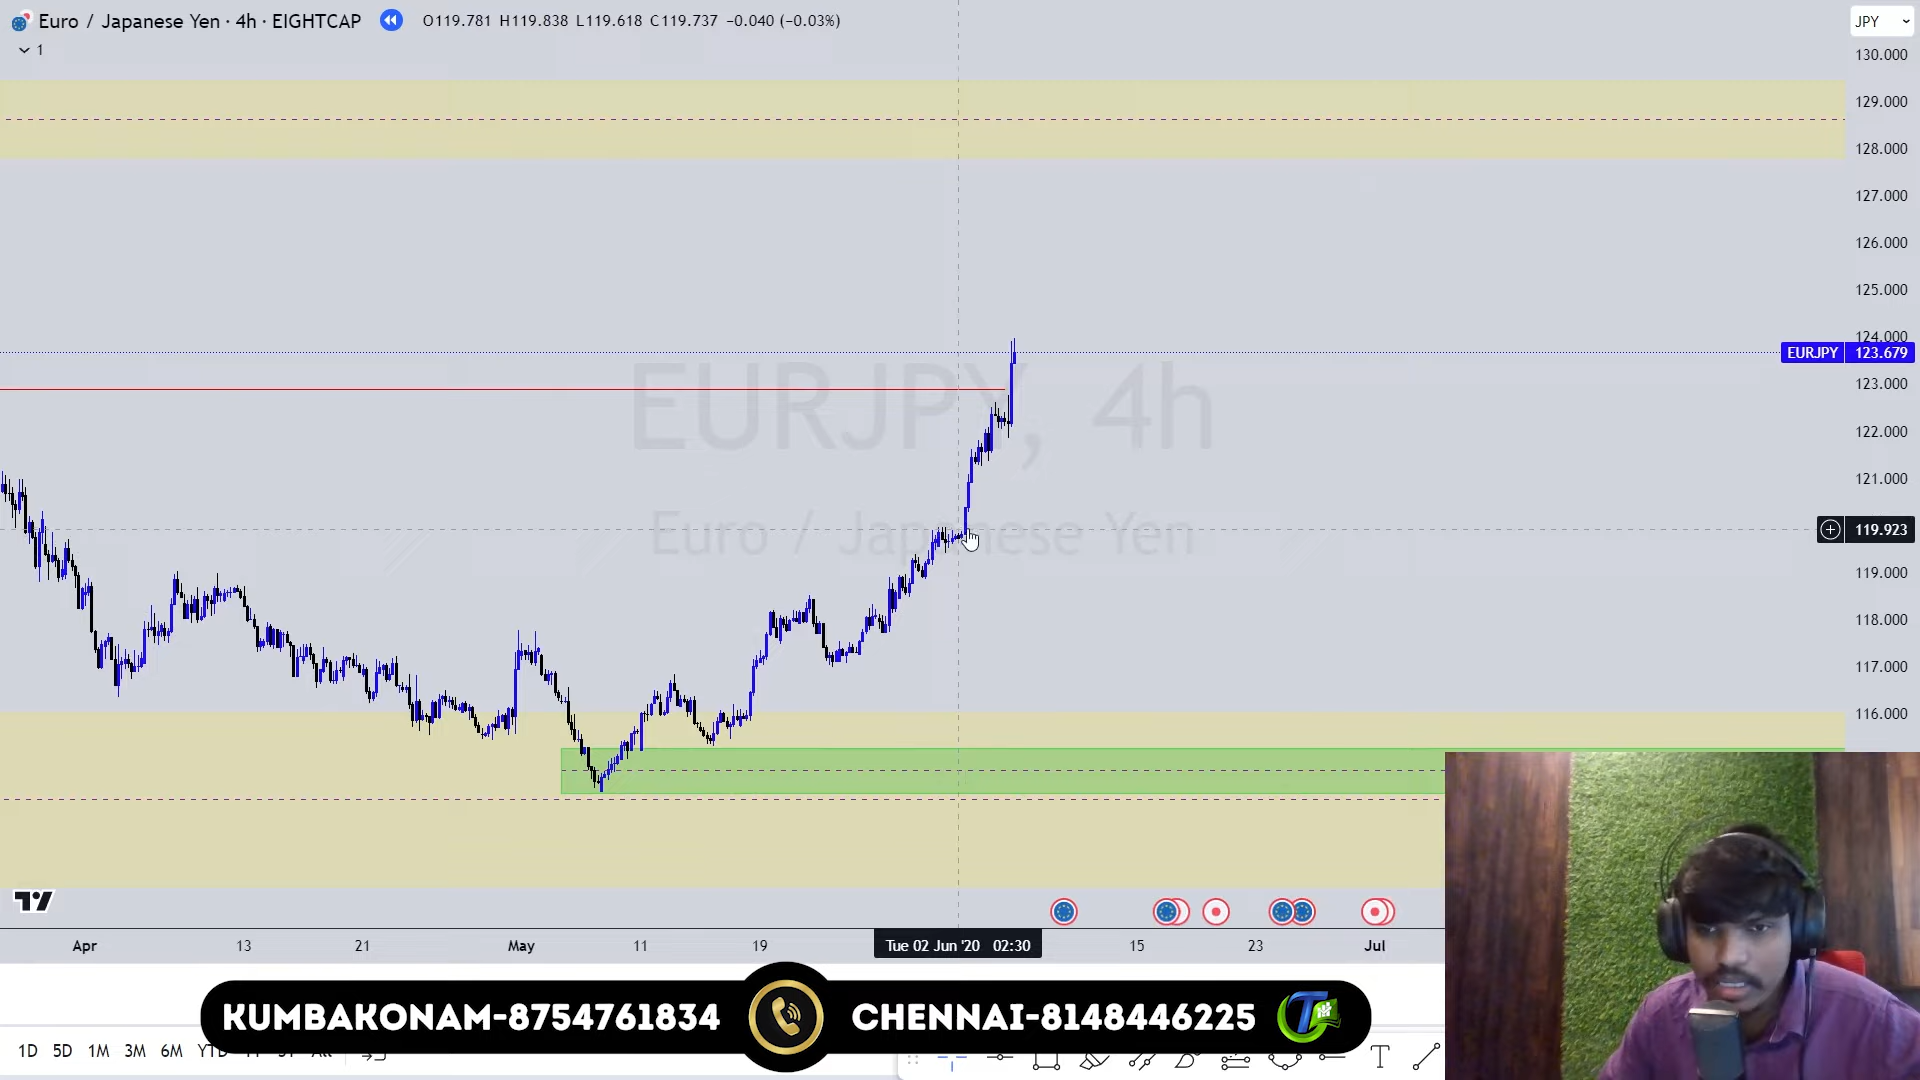 Euro / Japanese Yen · 4h · EIGHTCAP O119.781 H119.838 L119.618 C119.737 −0.040 (−0.03%)
JPY
1
130.000
129.000
128.000
127.000
126.000
125.000
124.000
EURJPY 123.679
123.000
EURJPY, 4h
122.000
121.000
Euro / Japanese Yen
119.923
119.000
118.000
117.000
116.000
Apr 13 21 May 11 19 Tue 02 Jun '20 02:30 15 23 Jul
KUMBAKONAM-8754761834 CHENNAI-8148446225
1D 5D 1M 3M 6M YTD